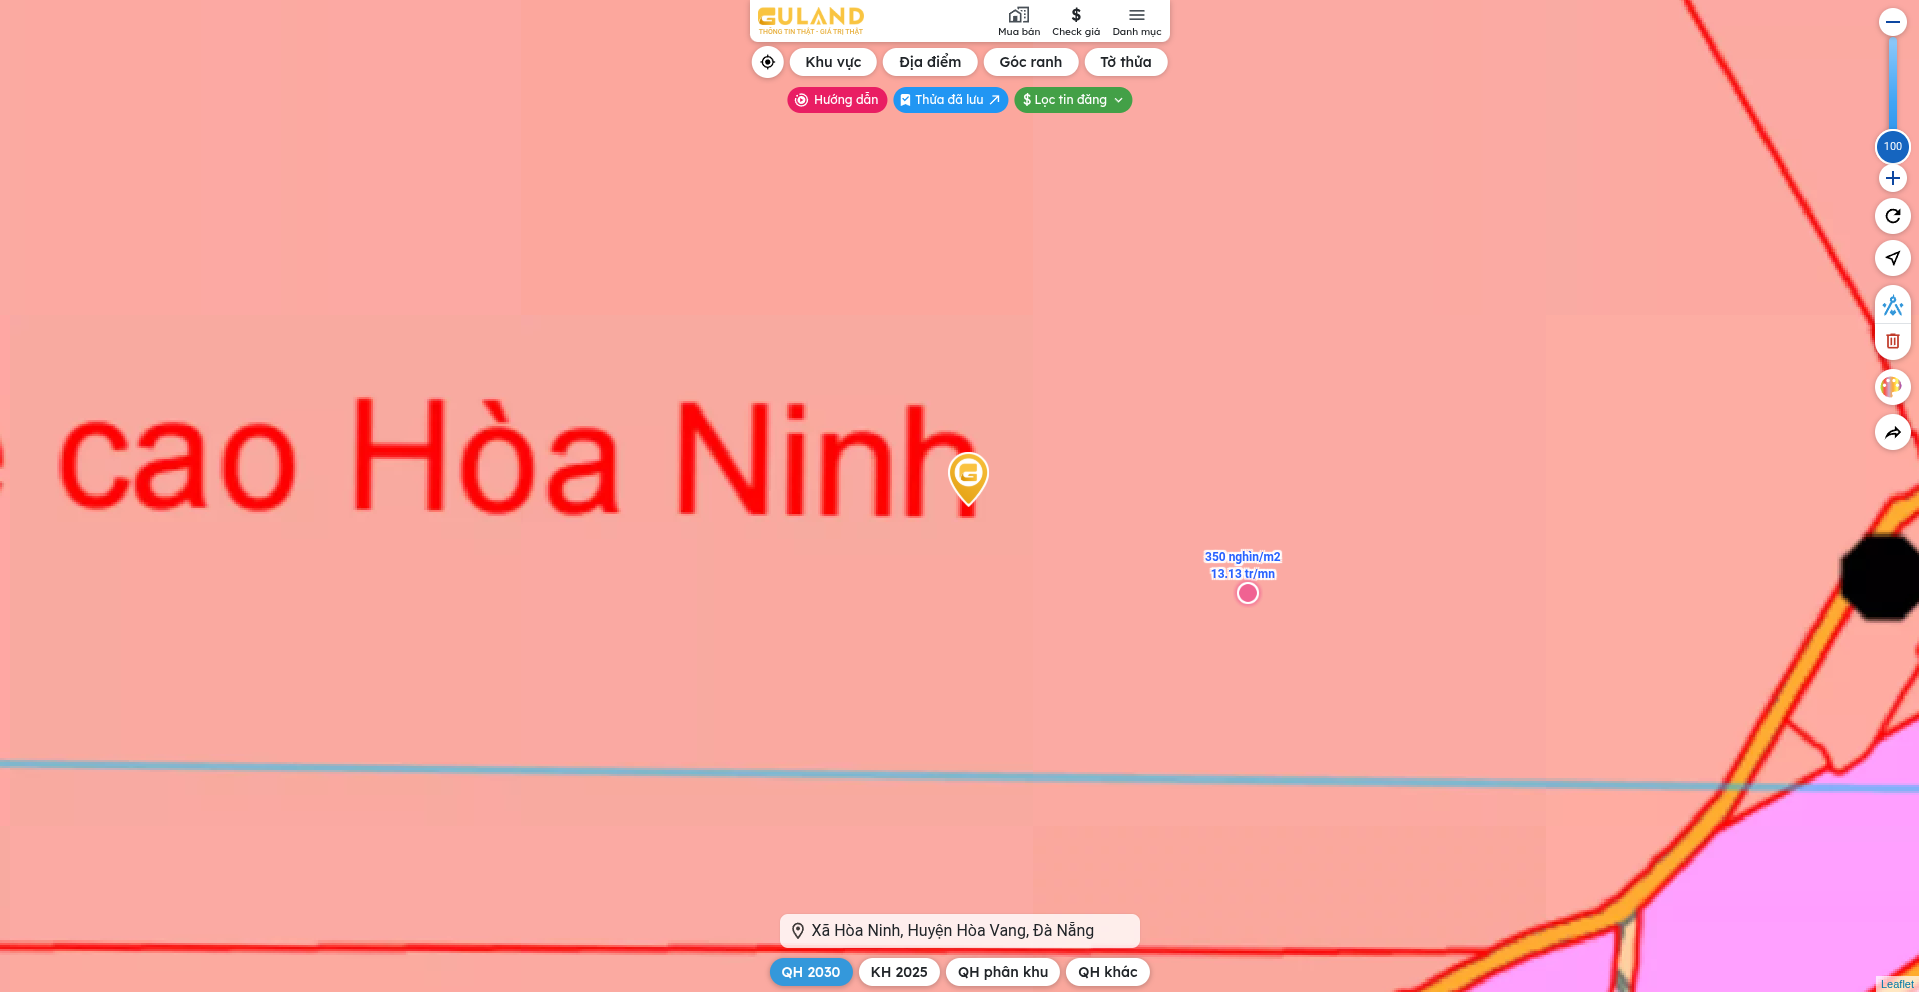 GULAND
THÔNG TIN THẬT - GIÁ TRỊ THẬT
Mua bán
Check giá
Danh mục
Khu vực
Địa điểm
Góc ranh
Tờ thửa
Hướng dẫn
Thửa đã lưu
$ Lọc tin đăng
100
cao Hòa Ninh
350 nghìn/m2
13.13 tr/mn
Xã Hòa Ninh, Huyện Hòa Vang, Đà Nẵng
QH 2030
KH 2025
QH phân khu
QH khác
Leaflet